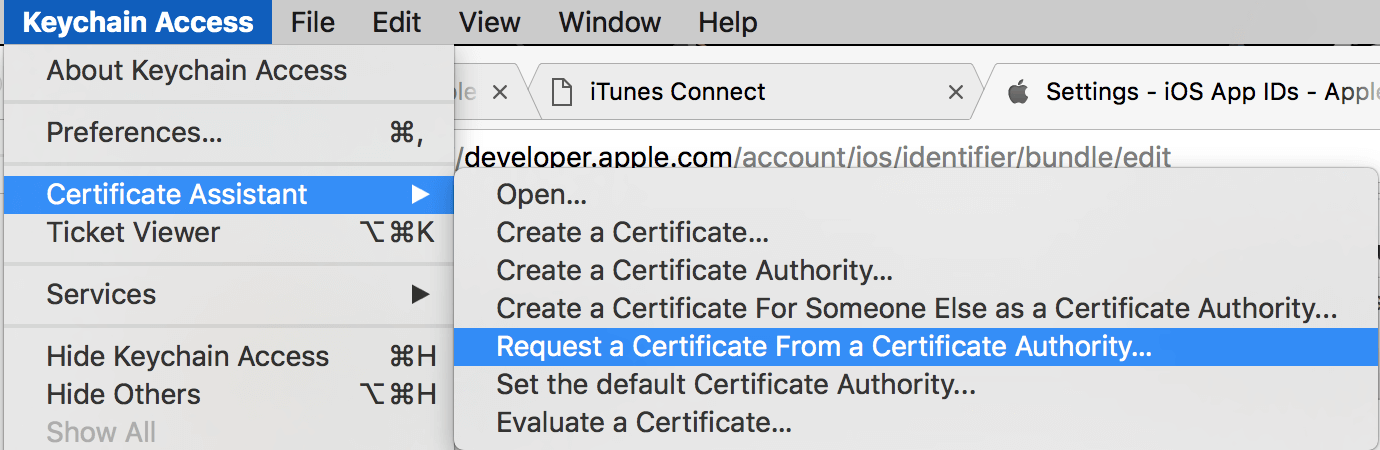 Keychain Access File Edit View Window Help
About Keychain Access
iTunes Connect
Settings - iOS App IDs - Apple
Preferences... ⌘,
/developer.apple.com/account/ios/identifier/bundle/edit
Certificate Assistant
Ticket Viewer ⌥⌘K
Services
Hide Keychain Access ⌘H
Hide Others ⌥⌘H
Show All
Open...
Create a Certificate...
Create a Certificate Authority...
Create a Certificate For Someone Else as a Certificate Authority...
Request a Certificate From a Certificate Authority...
Set the default Certificate Authority...
Evaluate a Certificate...